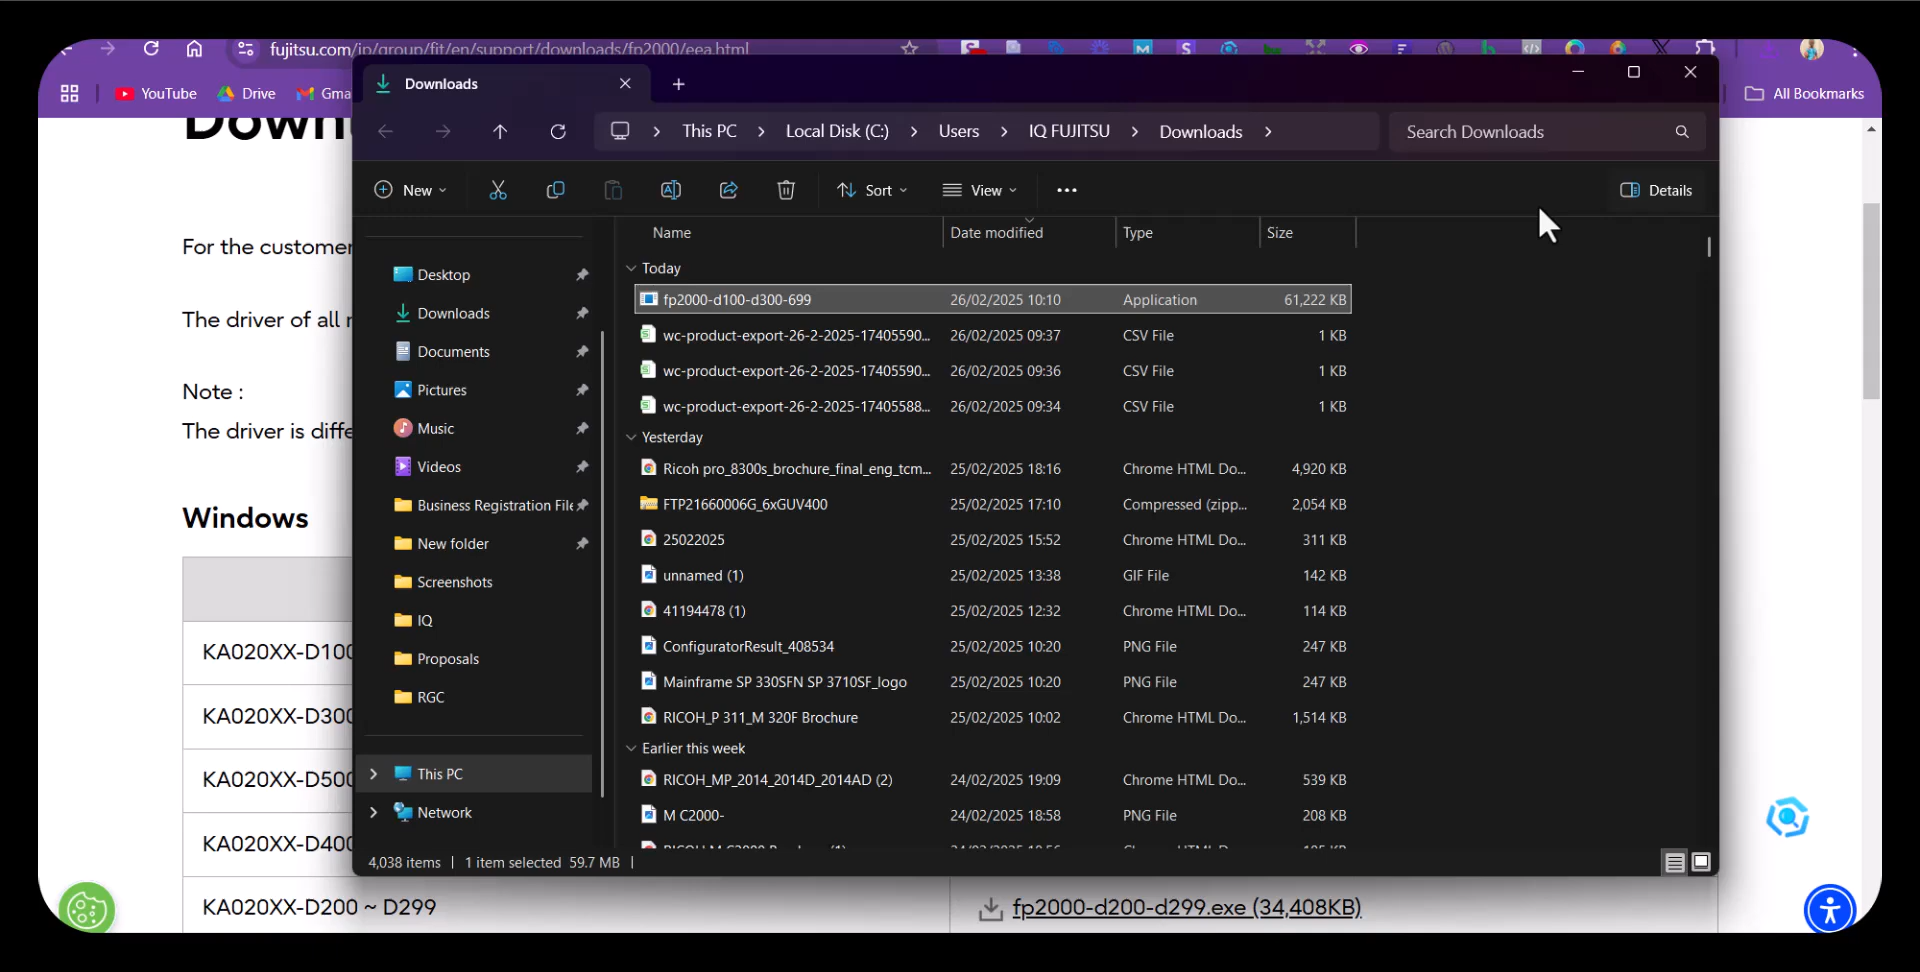 fujitsu.com/jp/group/fit/en/support/downloads/fp2000/eea.html
YouTube
Drive
Gma
All Bookmarks
Downloads
This PC
Local Disk (C:)
Users
IQ FUJITSU
Downloads
Search Downloads
New
Sort
View
Details
For the customer
The driver of all
Note :
The driver is diffe
Windows
KA020XX-D100
KA020XX-D300
KA020XX-D500
KA020XX-D400
KA020XX-D200 ~ D299
fp2000-d200-d299.exe (34,408KB)
Desktop
Downloads
Documents
Pictures
Music
Videos
Business Registration File
New folder
Screenshots
IQ
Proposals
RGC
This PC
Network
Name Date modified Type Size
Today
fp2000-d100-d300-699 26/02/2025 10:10 Application 61,222 KB
wc-product-export-26-2-2025-17405590... 26/02/2025 09:37 CSV File 1 KB
wc-product-export-26-2-2025-17405590... 26/02/2025 09:36 CSV File 1 KB
wc-product-export-26-2-2025-17405588... 26/02/2025 09:34 CSV File 1 KB
Yesterday
Ricoh pro_8300s_brochure_final_eng_tcm... 25/02/2025 18:16 Chrome HTML Do... 4,920 KB
FTP21660006G_6xGUV400 25/02/2025 17:10 Compressed (zipp... 2,054 KB
25022025 25/02/2025 15:52 Chrome HTML Do... 311 KB
unnamed (1) 25/02/2025 13:38 GIF File 142 KB
41194478 (1) 25/02/2025 12:32 Chrome HTML Do... 114 KB
ConfiguratorResult_408534 25/02/2025 10:20 PNG File 247 KB
Mainframe SP 330SFN SP 3710SF_logo 25/02/2025 10:20 PNG File 247 KB
RICOH_P 311_M 320F Brochure 25/02/2025 10:02 Chrome HTML Do... 1,514 KB
Earlier this week
RICOH_MP_2014_2014D_2014AD (2) 24/02/2025 19:09 Chrome HTML Do... 539 KB
M C2000- 24/02/2025 18:58 PNG File 208 KB
4,038 items 1 item selected 59.7 MB